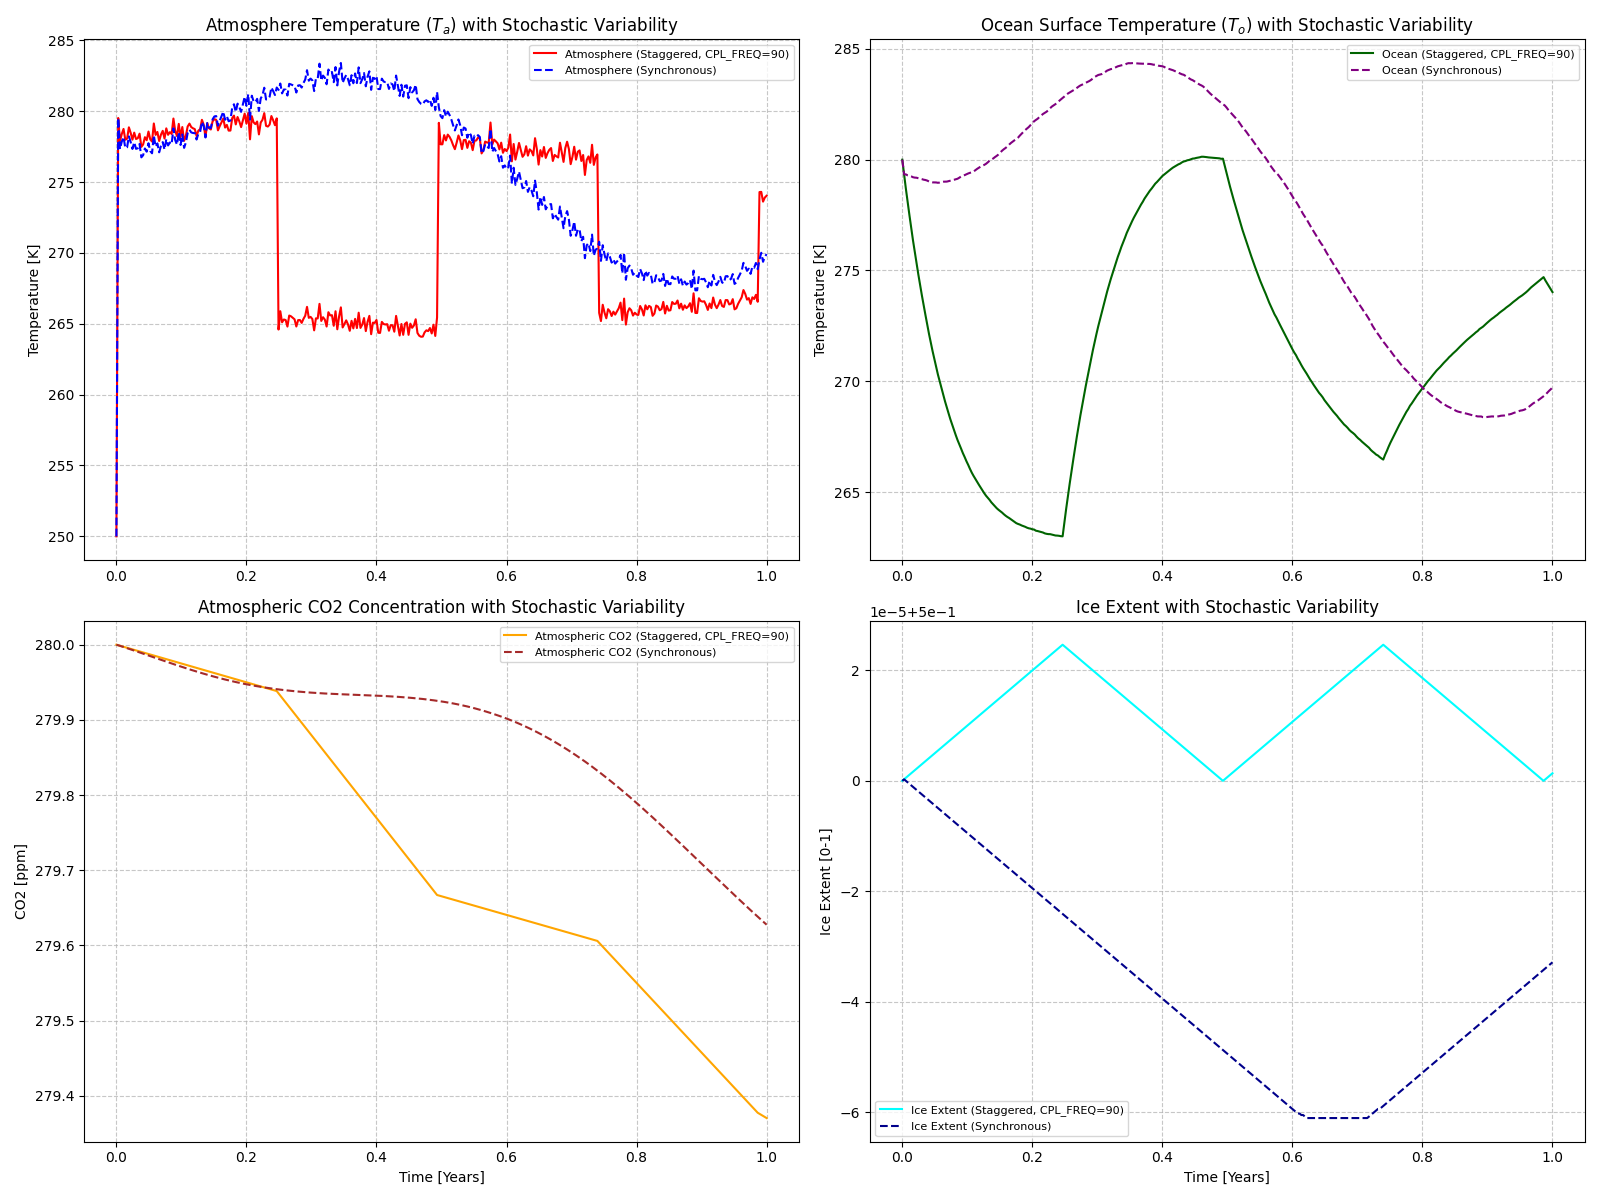 Atmosphere Temperature (Tₐ) with Stochastic Variability
Temperature [K]
285
280
275
270
265
260
255
250
0.0 0.2 0.4 0.6 0.8 1.0
Atmosphere (Staggered, CPL_FREQ=90)
Atmosphere (Synchronous)
Ocean Surface Temperature (Tₒ) with Stochastic Variability
Temperature [K]
285
280
275
270
265
0.0 0.2 0.4 0.6 0.8 1.0
Ocean (Staggered, CPL_FREQ=90)
Ocean (Synchronous)
Atmospheric CO2 Concentration with Stochastic Variability
CO2 [ppm]
280.0
279.9
279.8
279.7
279.6
279.5
279.4
0.0 0.2 0.4 0.6 0.8 1.0
Time [Years]
Atmospheric CO2 (Staggered, CPL_FREQ=90)
Atmospheric CO2 (Synchronous)
1e−5+5e−1
Ice Extent with Stochastic Variability
Ice Extent [0-1]
2
0
−2
−4
−6
0.0 0.2 0.4 0.6 0.8 1.0
Time [Years]
Ice Extent (Staggered, CPL_FREQ=90)
Ice Extent (Synchronous)